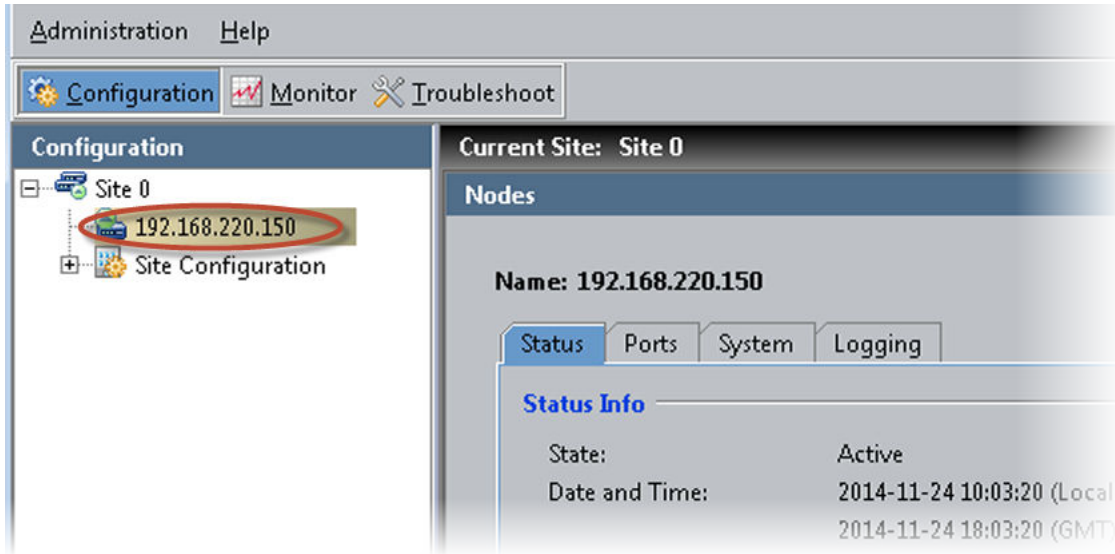 Administration Help
Configuration Monitor Troubleshoot
Configuration
Site 0
192.168.220.150
Site Configuration
Current Site: Site 0
Nodes
Name: 192.168.220.150
Status Ports System Logging
Status Info
State: Active
Date and Time: 2014-11-24 10:03:20 (Local
2014-11-24 18:03:20 (GMT)